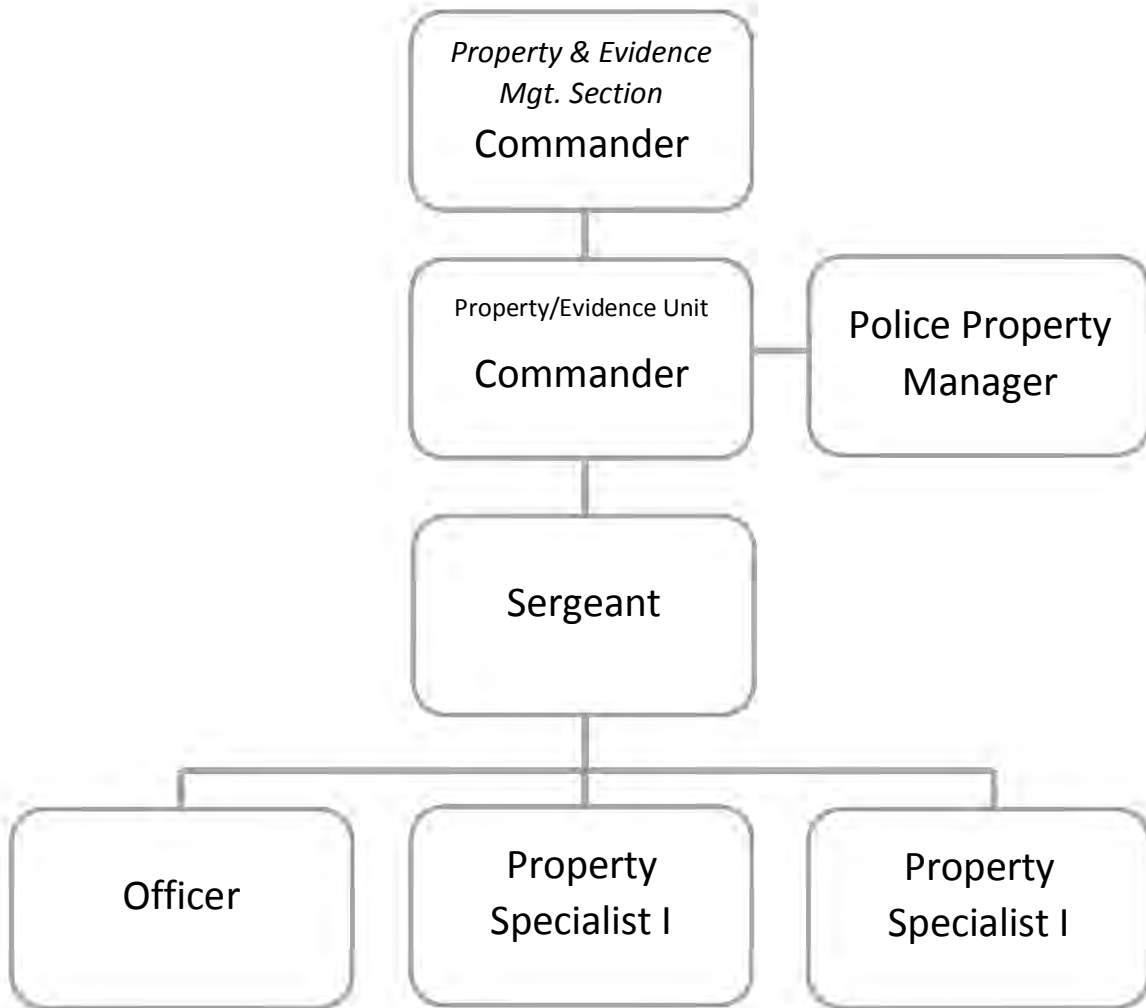 Property & Evidence
Mgt. Section
Commander
Property/Evidence Unit
Commander
Police Property
Manager
Sergeant
Officer
Property
Specialist I
Property
Specialist I